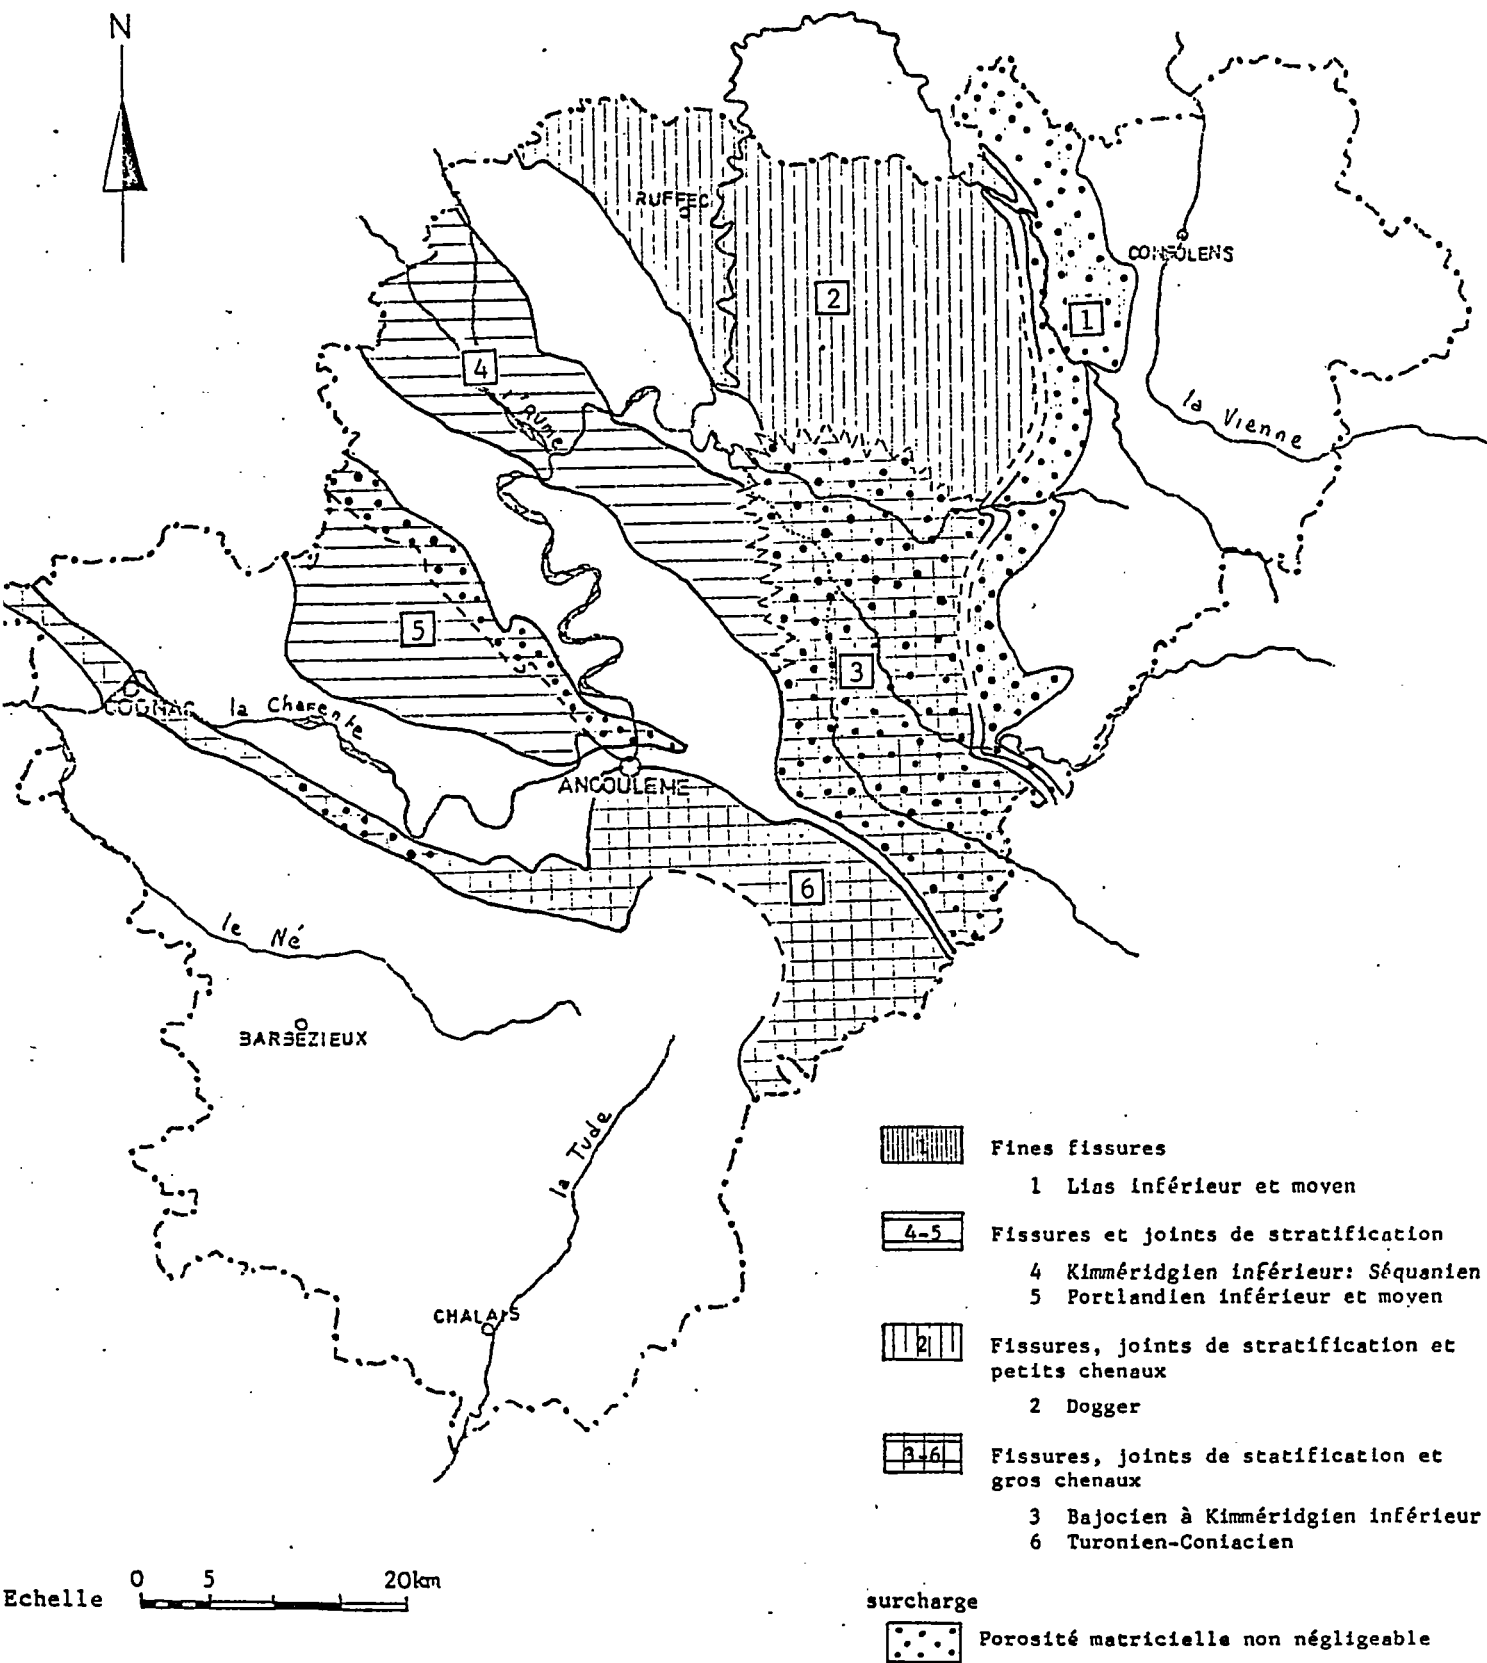 N
RUFFEC
CONFOLENS
2
1
4
la Vienne
5
3
COGNAC
la Charente
ANGOULEME
6
le Né
BARBEZIEUX
la Tude
CHALAIS
1
Fines fissures
1 Lias inférieur et moyen
4-5
Fissures et joints de stratification
4 Kimméridgien inférieur: Séquanien
5 Portlandien inférieur et moyen
2
Fissures, joints de stratification et
petits chenaux
2 Dogger
3-6
Fissures, joints de statification et
gros chenaux
3 Bajocien à Kimméridgien inférieur
6 Turonien-Coniacien
Echelle
0 5 20km
surcharge
Porosité matricielle non négligeable